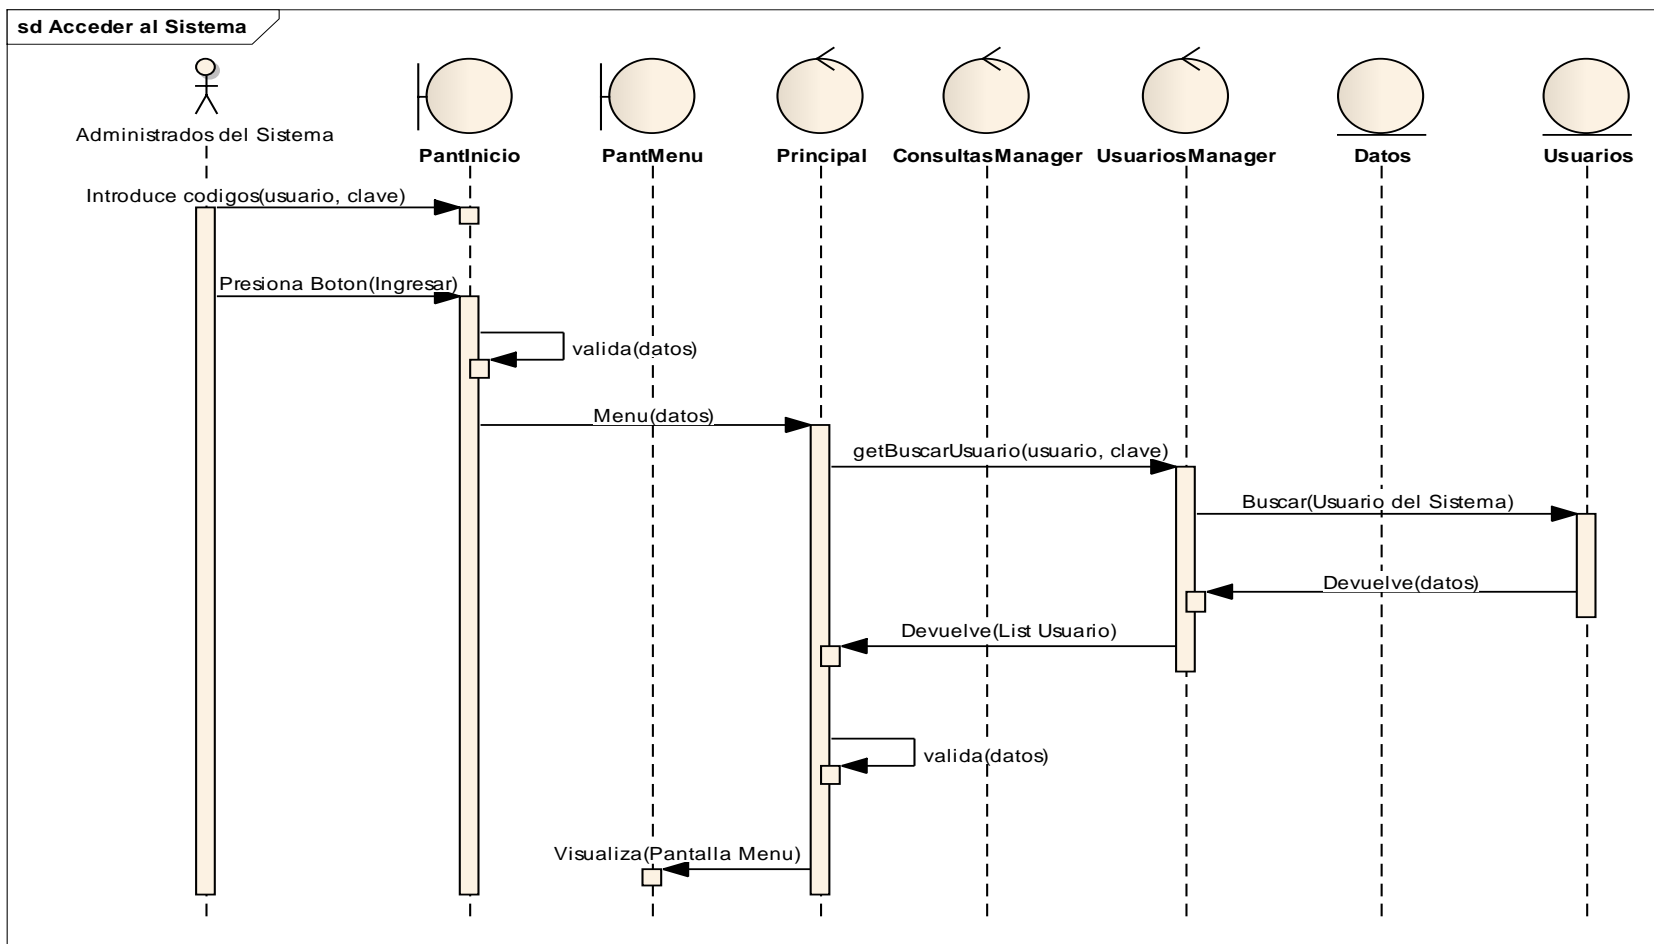 sd Acceder al Sistema
Administrados del Sistema
PantInicio
PantMenu
Principal
ConsultasManager
UsuariosManager
Datos
Usuarios
Introduce codigos(usuario, clave)
Presiona Boton(Ingresar)
valida(datos)
Menu(datos)
getBuscarUsuario(usuario, clave)
Buscar(Usuario del Sistema)
Devuelve(datos)
Devuelve(List Usuario)
valida(datos)
Visualiza(Pantalla Menu)